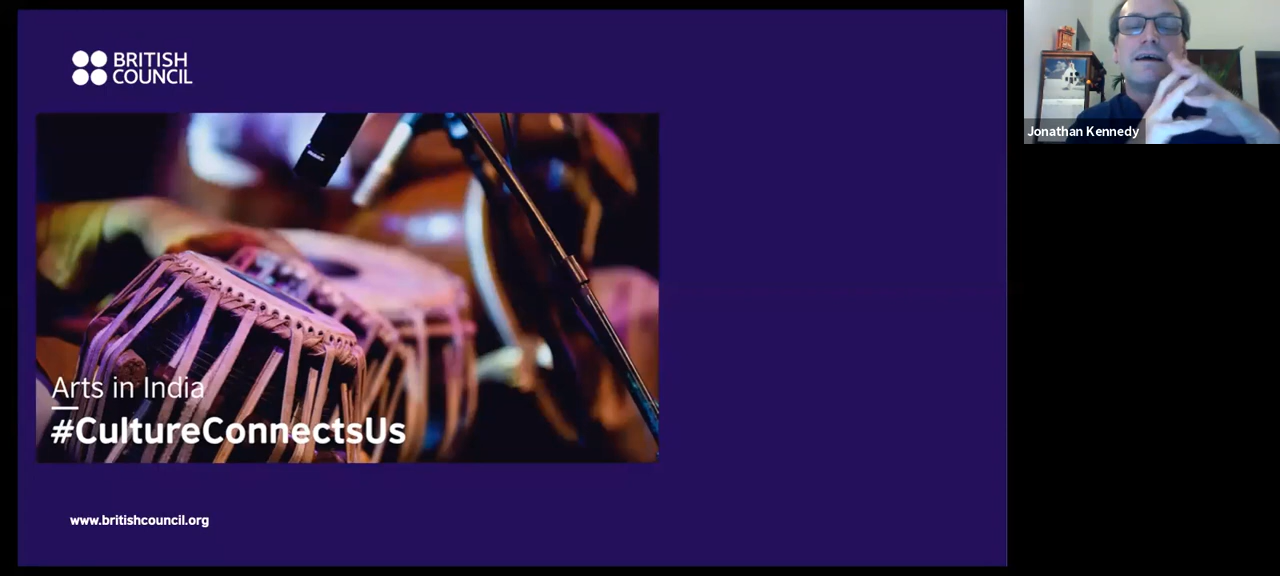 BRITISH
COUNCIL
Arts in India
#CultureConnectsUs
www.britishcouncil.org
Jonathan Kennedy